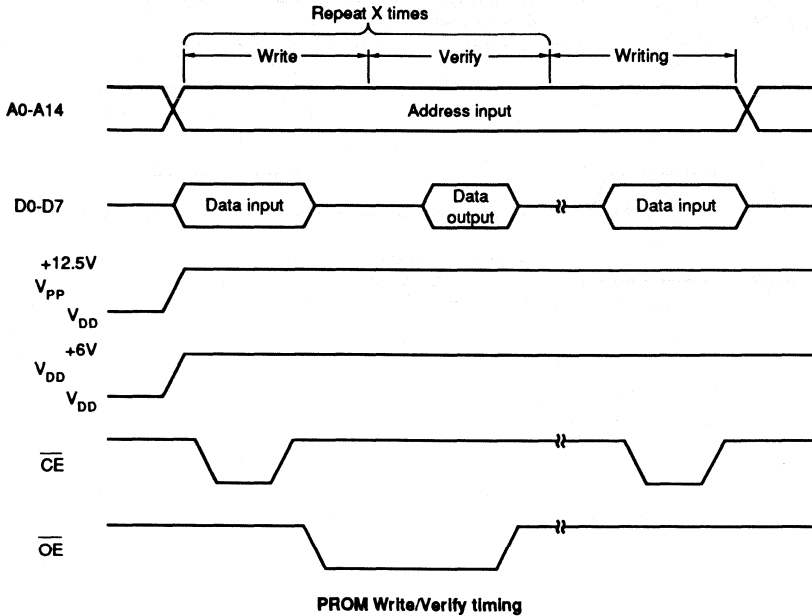 Repeat X times
Write Verify Writing
A0-A14 Address input
D0-D7 Data input Data output Data input
+12.5V
VPP
VDD
+6V
VDD
VDD
CE
OE
PROM Write/Verify timing